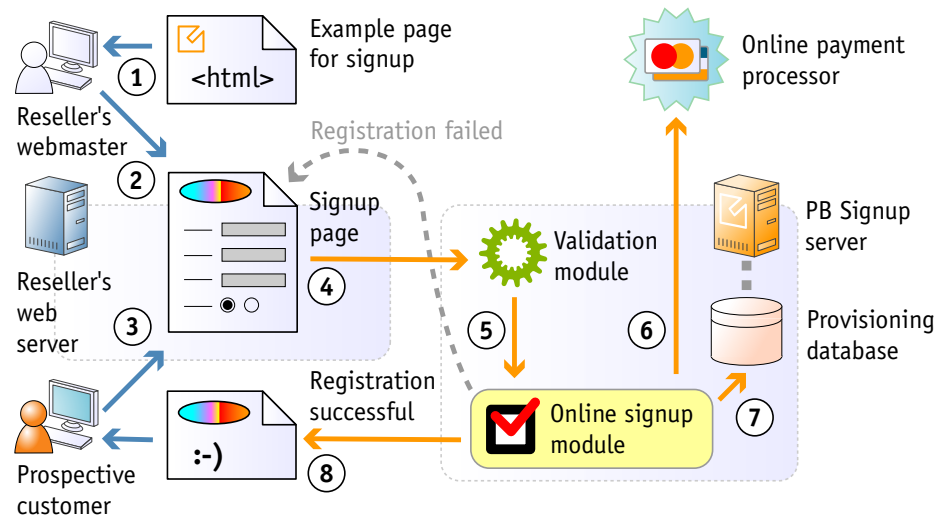 Example page
for signup
<html>
1
Reseller's
webmaster
Online payment
processor
Registration failed
2
Signup
page
PB Signup
server
Validation
module
Reseller's
web
server
3
4
5
6
Provisioning
database
Registration
successful
Online signup
module
7
:-)
8
Prospective
customer